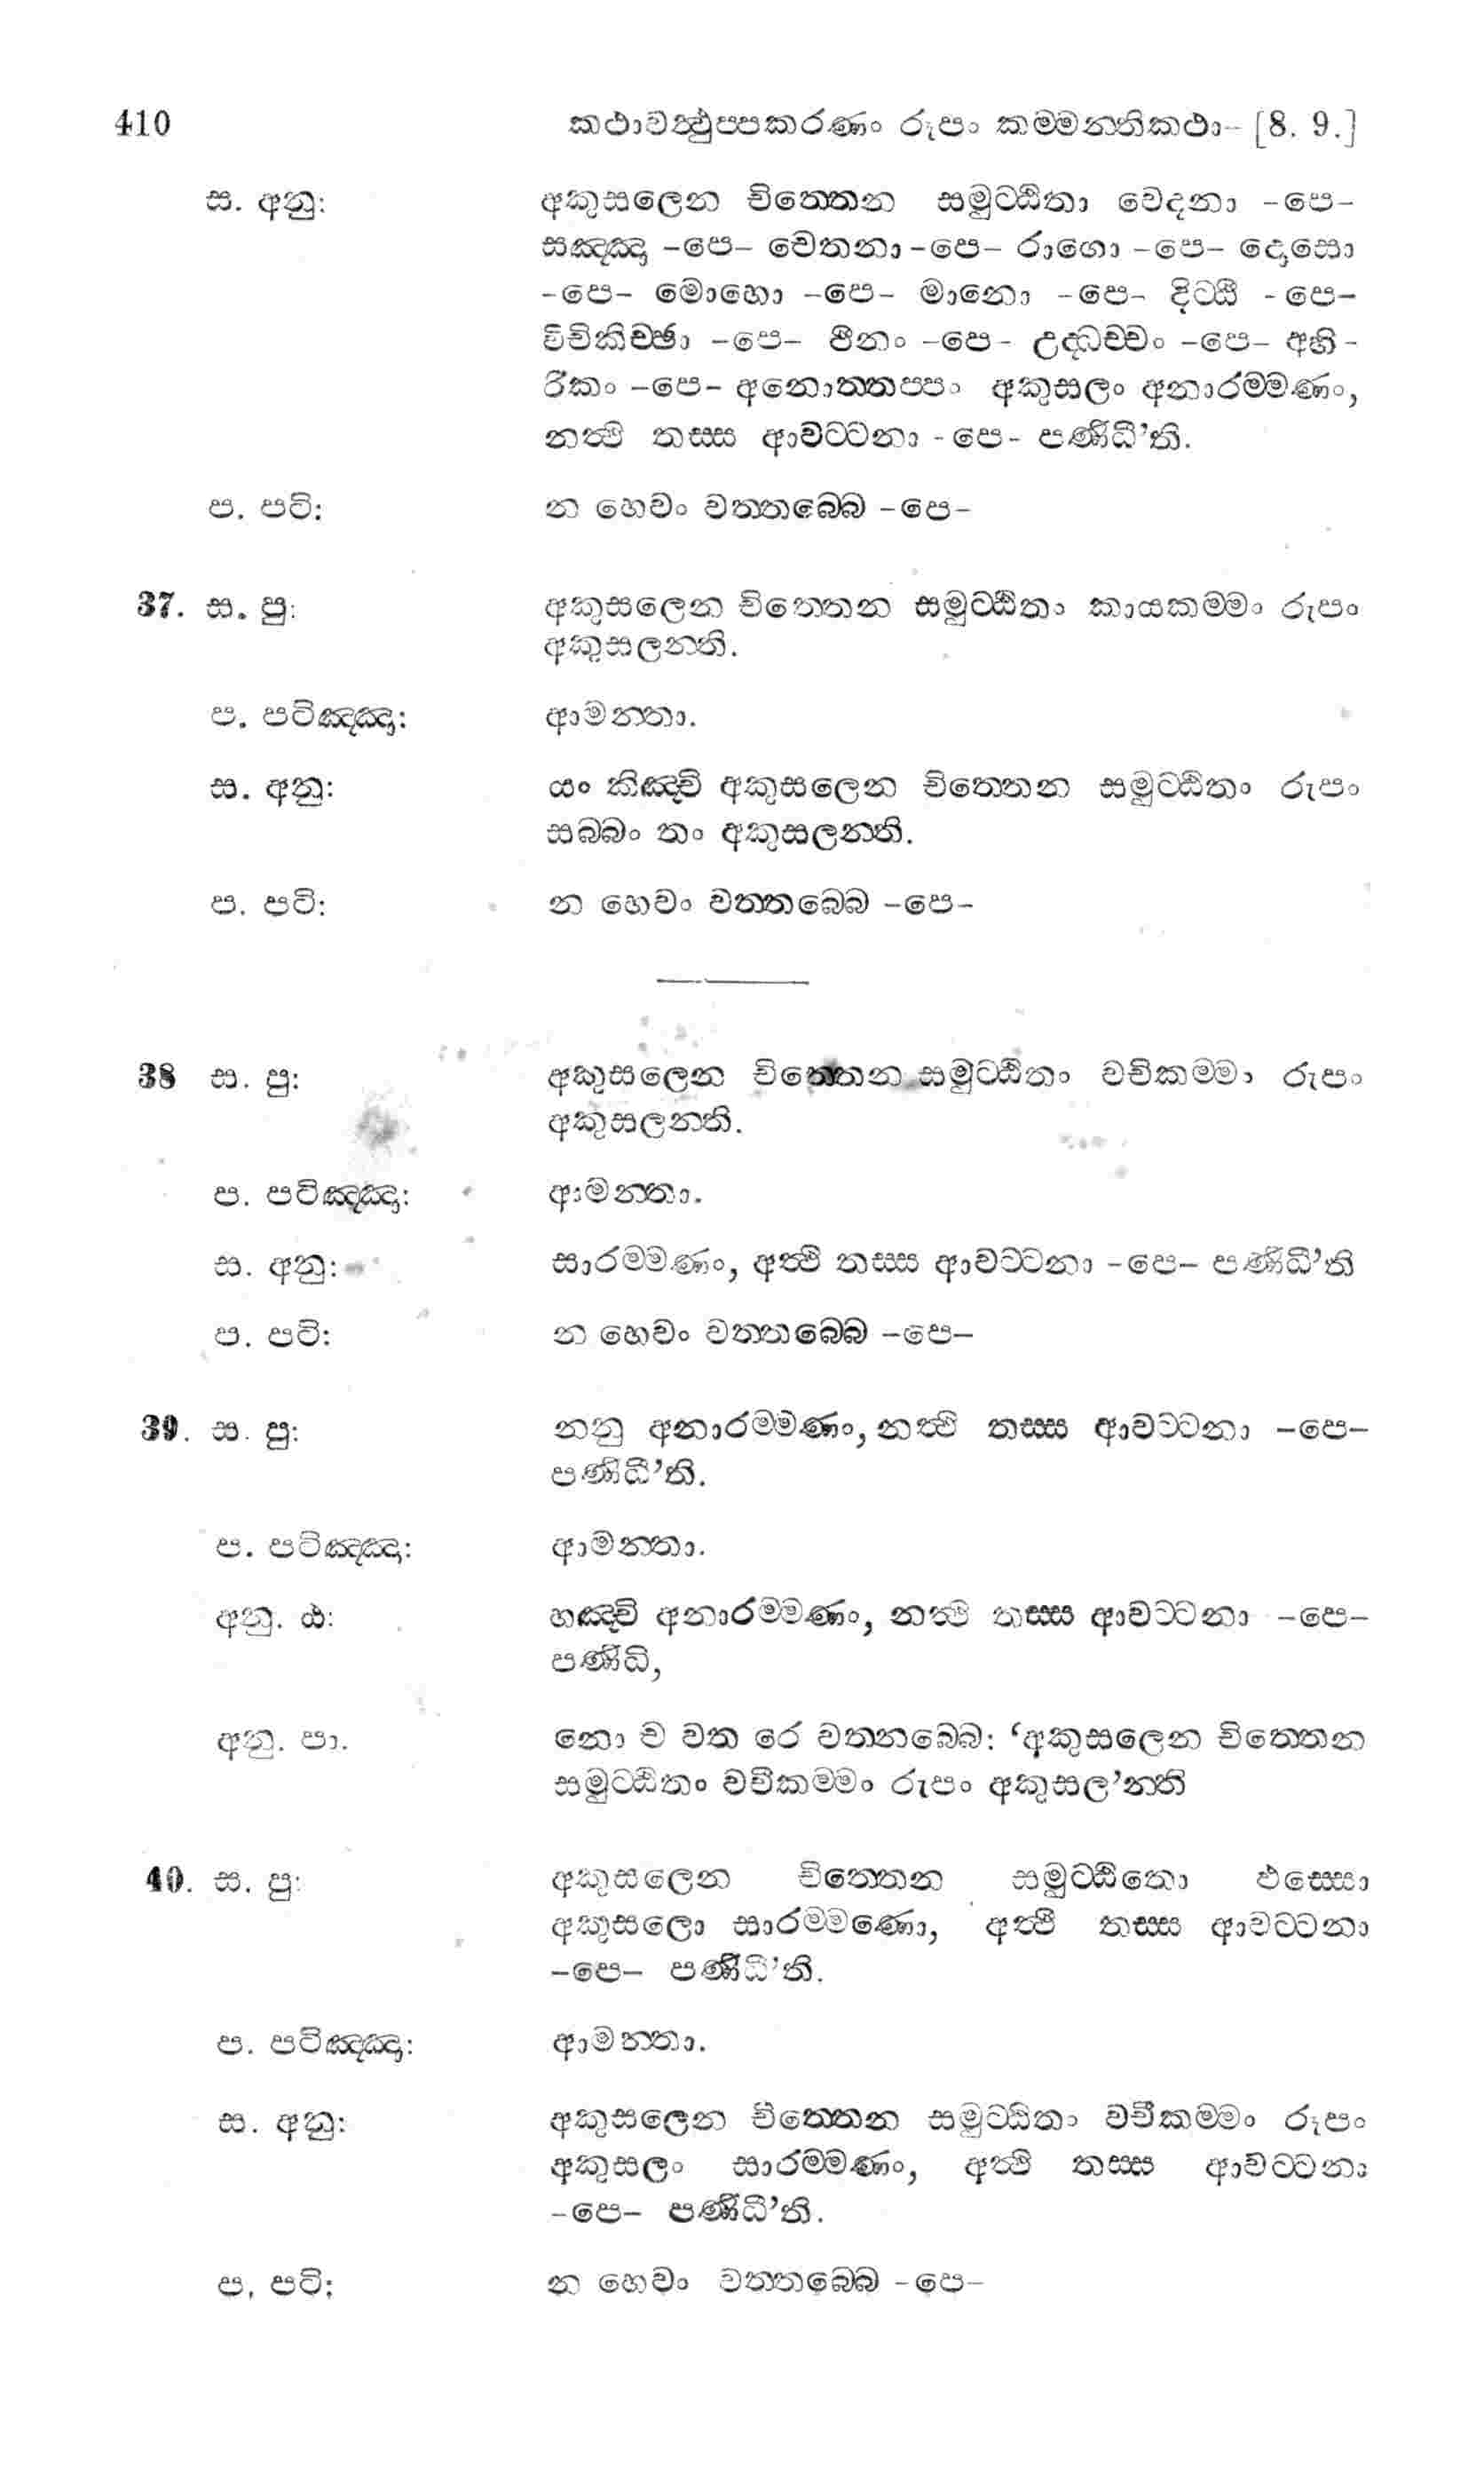 410 කථාවත්ථුප්පකරණං රූපං කම්මන්තිකථා- [8. 9.]
ස. අනු: අකුසලෙන චිත්තෙන සමුට්ඨිතා වේදනා -පෙ-
සඤ්ඤා -පෙ- චේතනා -පෙ- රාගො -පෙ- දොසො
-පෙ- මොහො -පෙ- මානො -පෙ- දිට්ඨි -පෙ-
විචිකිච්ඡා -පෙ- ථීනං -පෙ- උද්ධච්චං -පෙ- අහි-
රිකං -පෙ- අනොත්තප්පං අකුසලං අනාරම්මණං,
නත්ථි තස්ස ආවට්ටනා -පෙ- පණිධී’ති.
ප. පටි: න හෙවං වත්තබ්බෙ -පෙ-
37. ස. පු: අකුසලෙන චිත්තෙන සමුට්ඨිතං කායකම්මං රූපං
අකුසලන්ති.
ප. පටිඤ්ඤා: ආමන්තා.
ස. අනු: යං කිඤ්චි අකුසලෙන චිත්තෙන සමුට්ඨිතං රූපං
සබ්බං තං අකුසලන්ති.
ප. පටි: න හෙවං වත්තබ්බෙ -පෙ-
38 ස. පු: අකුසලෙන චිත්තෙන සමුට්ඨිතං වචිකම්මං රූපං
අකුසලන්ති.
ප. පටිඤ්ඤා: ආමන්තා.
ස. අනු: සාරම්මණං, අත්ථි තස්ස ආවට්ටනා -පෙ- පණිධි’ති
ප. පටි: න හෙවං වත්තබ්බෙ -පෙ-
39. ස. පු: නනු අනාරම්මණං, නත්ථි තස්ස ආවට්ටනා -පෙ-
පණිධී’ති.
ප. පටිඤ්ඤා: ආමන්තා.
අනු. ඨ: හඤ්චි අනාරම්මණං, නත්ථි තස්ස ආවට්ටනා -පෙ-
පණිධි,
අනු. පා. නො ච වත රෙ වත්තබ්බෙ: ‘අකුසලෙන චිත්තෙන
සමුට්ඨිතං වචීකම්මං රූපං අකුසල’න්ති
40. ස. පු: අකුසලෙන චිත්තෙන සමුට්ඨිතො ඵස්සො
අකුසලො සාරම්මණො, අත්ථි තස්ස ආවට්ටනා
-පෙ- පණිධි’ති.
ප. පටිඤ්ඤා: ආමන්තා.
ස. අනු: අකුසලෙන චිත්තෙන සමුට්ඨිතං වචීකම්මං රූපං
අකුසලං සාරම්මණං, අත්ථි තස්ස ආවට්ටනා
-පෙ- පණිධී’ති.
ප. පටි: න හෙවං වත්තබ්බෙ -පෙ-